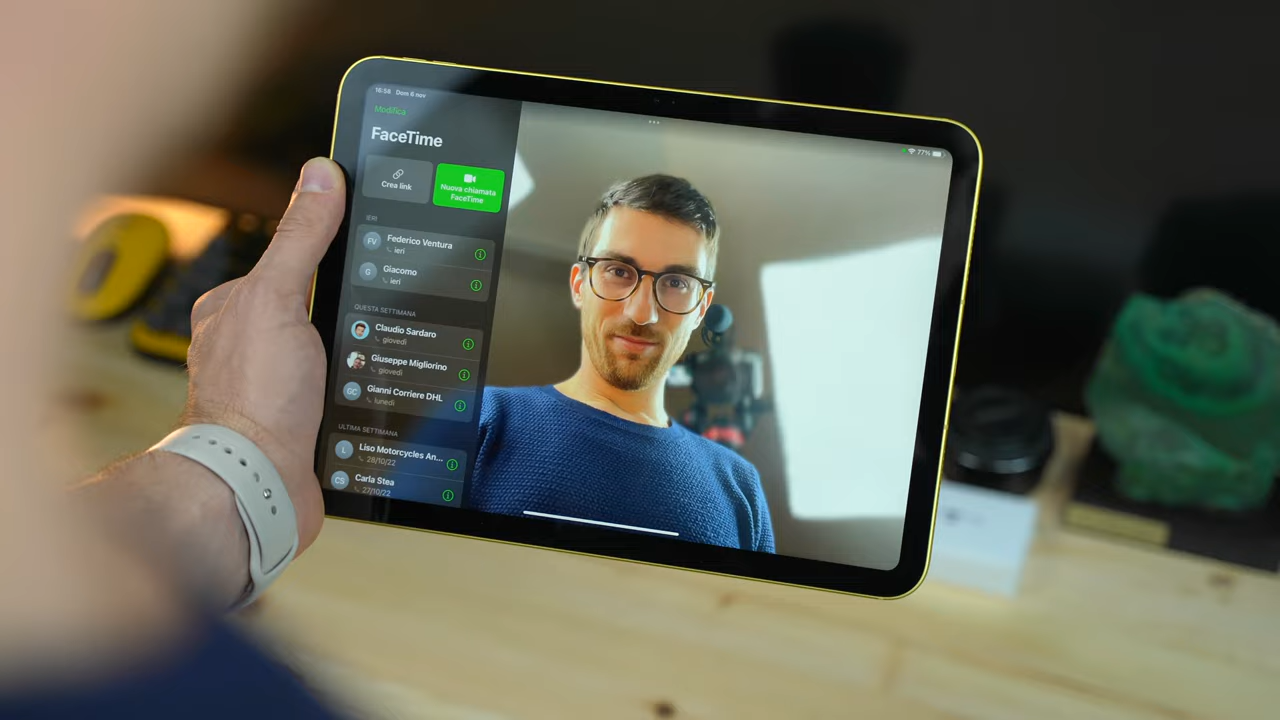 18:58 Dom 6 nov
77%
Modifica
FaceTime
Crea link
Nuova chiamata
FaceTime
IERI
FV
Federico Ventura
ieri
G
Giacomo
ieri
QUESTA SETTIMANA
Claudio Sardaro
giovedì
Giuseppe Migliorino
giovedì
GC
Gianni Corriere DHL
lunedì
ULTIMA SETTIMANA
L
Liso Motorcycles An...
28/10/22
CS
Carla Stea
27/10/22